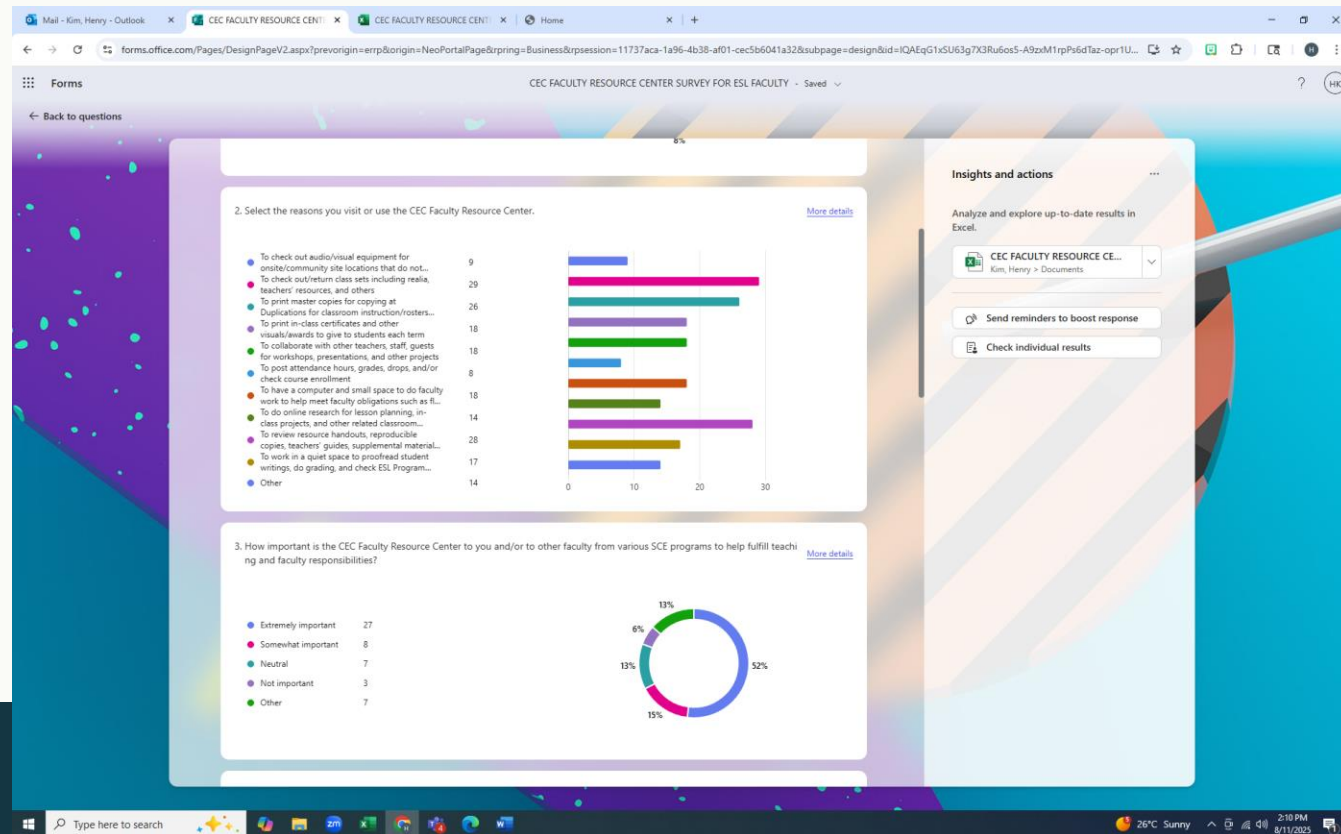 Mail - Kim, Henry - Outlook
CEC FACULTY RESOURCE CENT
CEC FACULTY RESOURCE CENT
Home
forms.office.com/Pages/DesignPageV2.aspx?prevorigin=errp&origin=NeoPortalPage&rpring=Business&rpsession=11737aca-1a96-4b38-af01-cec5b6041a32&subpage=design&id=IQAEqG1xSU63g7X3Ru6os5-A9zxM1rpPs6dTaz-opr1U...
H
Forms
CEC FACULTY RESOURCE CENTER SURVEY FOR ESL FACULTY - Saved
?
HK
Back to questions
8%
2. Select the reasons you visit or use the CEC Faculty Resource Center.
More details
To check out audio/visual equipment for
onsite/community site locations that do not...
9
To check out/return class sets including realia,
teachers' resources, and others
29
To print master copies for copying at
Duplications for classroom instruction/rosters...
26
To print in-class certificates and other
visuals/awards to give to students each term
18
To collaborate with other teachers, staff, guests
for workshops, presentations, and other projects
18
To post attendance hours, grades, drops, and/or
check course enrollment
8
To have a computer and small space to do faculty
work to help meet faculty obligations such as fl...
18
To do online research for lesson planning, in-
class projects, and other related classroom...
14
To review resource handouts, reproducible
copies, teachers' guides, supplemental material...
28
To work in a quiet space to proofread student
writings, do grading, and check ESL Program...
17
Other
14
0 10 20 30
3. How important is the CEC Faculty Resource Center to you and/or to other faculty from various SCE programs to help fulfill teachi
ng and faculty responsibilities?
More details
Extremely important 27
Somewhat important 8
Neutral 7
Not important 3
Other 7
13%
6%
13%
52%
15%
Insights and actions
...
Analyze and explore up-to-date results in
Excel.
CEC FACULTY RESOURCE CE...
Kim, Henry > Documents
Send reminders to boost response
Check individual results
Type here to search
zm
26°C Sunny
2:10 PM
8/11/2025